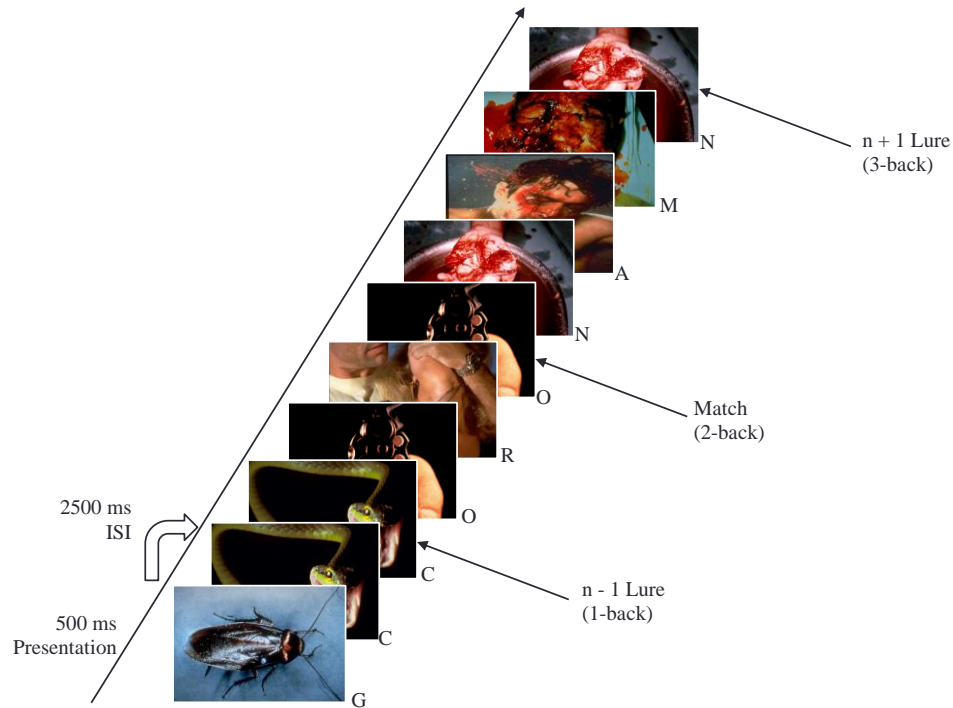 N
n + 1 Lure
(3-back)
M
A
N
O
Match
(2-back)
R
2500 ms
ISI
O
C
n - 1 Lure
(1-back)
500 ms
Presentation
C
G